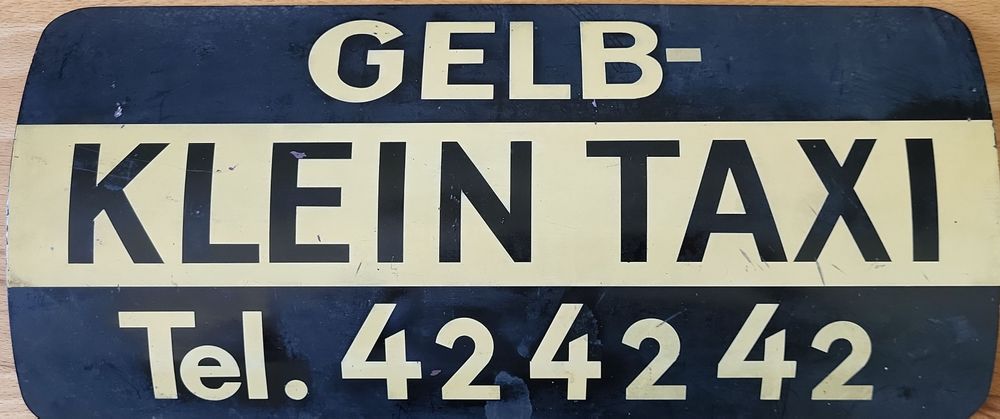 GELB-
KLEIN TAXI
Tel. 42 42 42